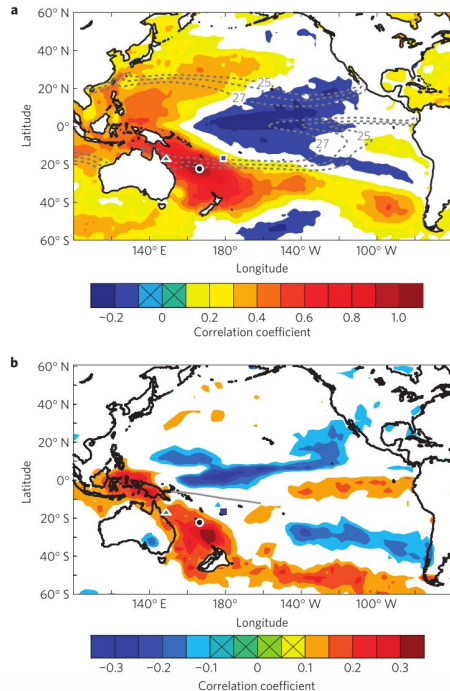 a
60° N
40° N
20° N
0°
20° S
40° S
60° S
Latitude
25
27
25
27
140° E
180°
140° W
100° W
Longitude
−0.2
0
0.2
0.4
0.6
0.8
1.0
Correlation coefficient
b
60° N
40° N
20° N
0° C
20° S
40° S
60° S
Latitude
140° E
180°
140° W
100° W
Longitude
−0.3
−0.2
−0.1
0
0.1
0.2
0.3
Correlation coefficient